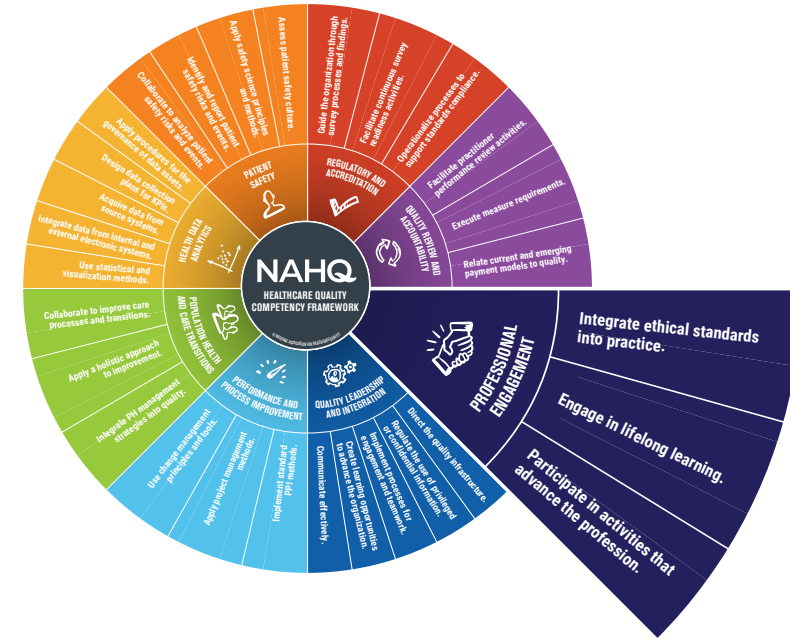 NAHQ
HEALTHCARE QUALITY
COMPETENCY FRAMEWORK
PROFESSIONAL
ENGAGEMENT
Integrate ethical standards
into practice.
Engage in lifelong learning.
Participate in activities that
advance the profession.
QUALITY LEADERSHIP
AND INTEGRATION
Direct the quality infrastructure.
Regulate the use of privileged
or confidential information.
Implement processes for
engagement and teamwork.
Create learning opportunities
to advance the organization.
Communicate effectively.
PERFORMANCE AND
PROCESS IMPROVEMENT
Implement standard
PPI methods.
Apply project management
methods.
Use change management
principles and tools.
POPULATION HEALTH
AND CARE TRANSITIONS
Integrate PH management
strategies into quality.
Apply a holistic approach
to improvement.
Collaborate to improve care
processes and transitions.
HEALTH DATA
ANALYTICS
Use statistical and
visualization methods.
Integrate data from internal and
external electronic systems.
Acquire data from
source systems.
Design data collection
plans for KPIs.
Apply procedures for the
governance of data assets.
PATIENT
SAFETY
Collaborate to analyze patient
safety risks and events.
Identify and report patient
safety risks and events.
Apply safety science principles
and methods.
Assess patient safety culture.
REGULATORY AND
ACCREDITATION
Guide the organization through
survey processes and findings.
Facilitate continuous survey
readiness activities.
Operationalize processes to
support standards compliance.
QUALITY REVIEW AND
ACCOUNTABILITY
Facilitate practitioner
performance review activities.
Execute measure requirements.
Relate current and emerging
payment models to quality.